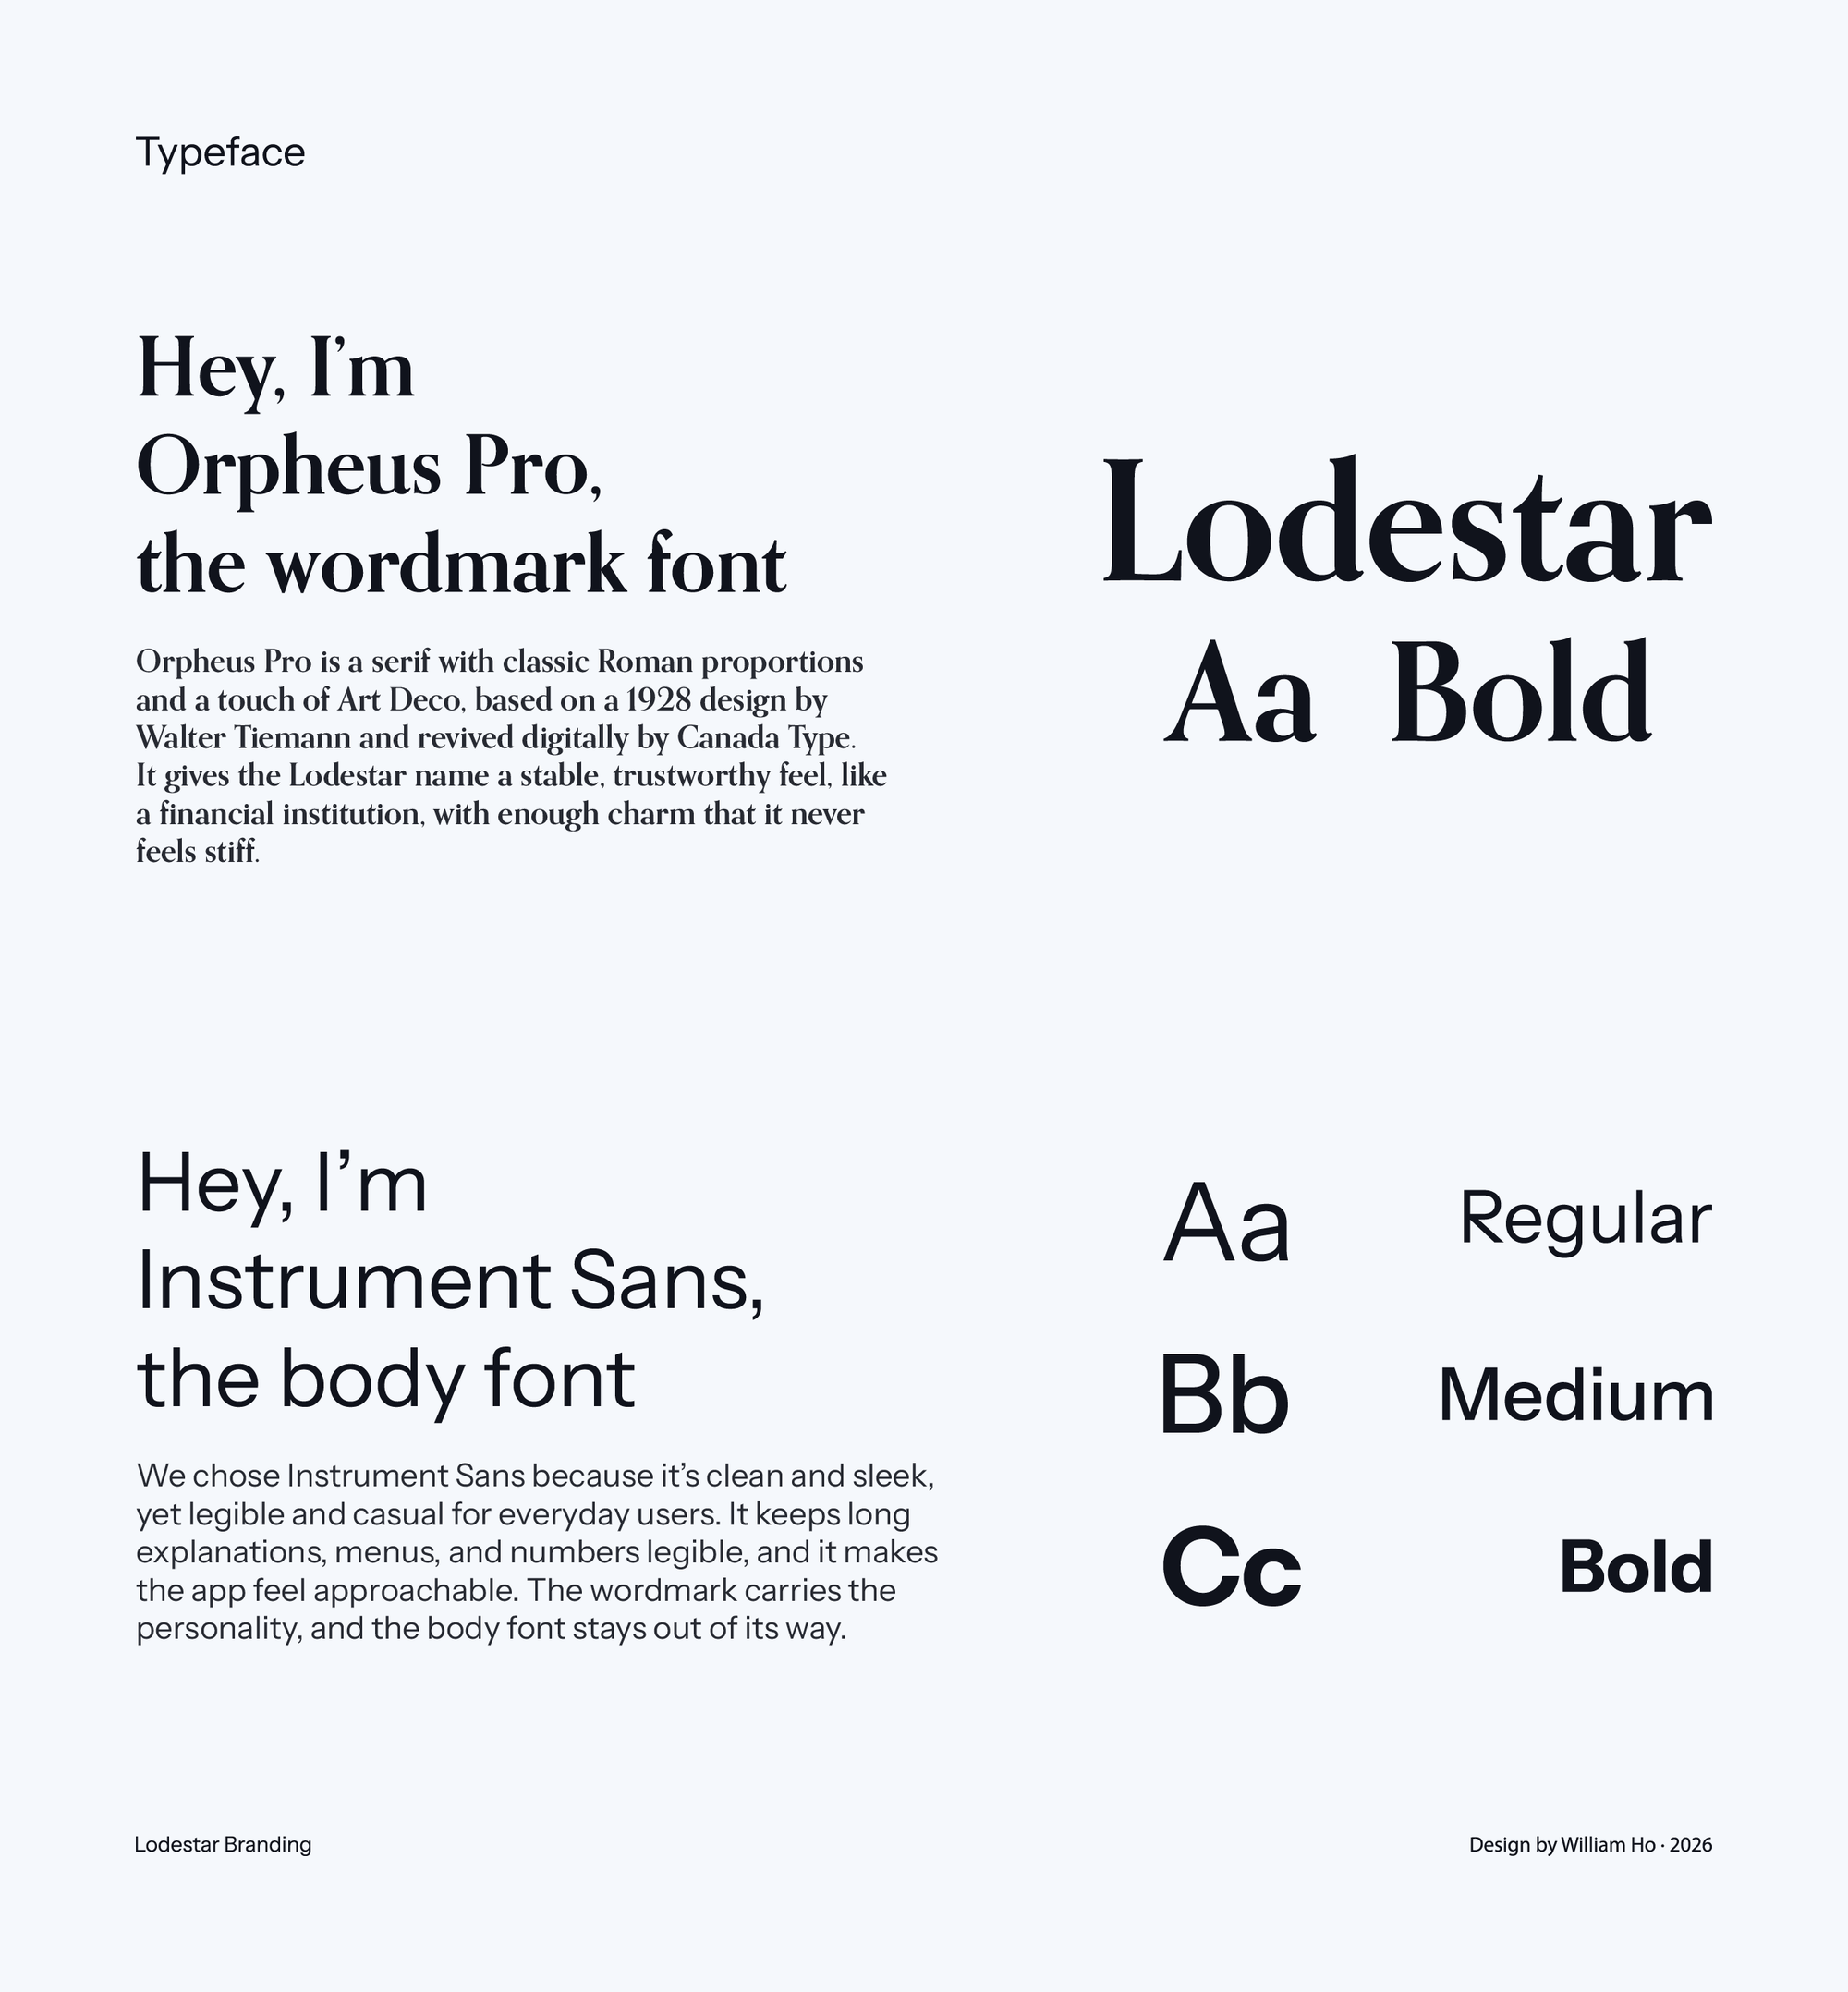 Typeface
Hey, I’m
Orpheus Pro,
the wordmark font
Orpheus Pro is a serif with classic Roman proportions
and a touch of Art Deco, based on a 1928 design by
Walter Tiemann and revived digitally by Canada Type.
It gives the Lodestar name a stable, trustworthy feel, like
a financial institution, with enough charm that it never
feels stiff.
Lodestar
Aa Bold
Hey, I’m
Instrument Sans,
the body font
We chose Instrument Sans because it’s clean and sleek,
yet legible and casual for everyday users. It keeps long
explanations, menus, and numbers legible, and it makes
the app feel approachable. The wordmark carries the
personality, and the body font stays out of its way.
Aa Regular
Bb Medium
Cc Bold
Lodestar Branding
Design by William Ho · 2026